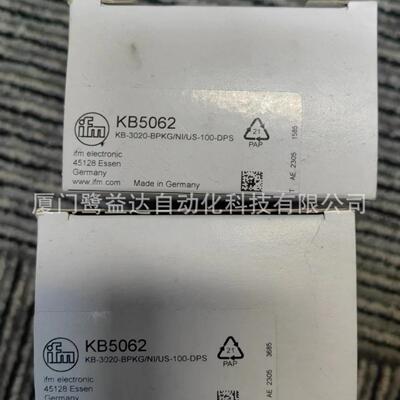 ifm
KB5062
KB-3020-BPKG/NI/US-100-DPS
ifm electronic
45128 Essen
Germany
www.ifm.com Made in Germany
21
PAP
T AE 2305 1585
厦门鹭益达自动化科技有限公司
ifm
KB5062
KB-3020-BPKG/NI/US-100-DPS
ifm electronic
45128 Essen
Germany
21
PAP
AE 2305 3685